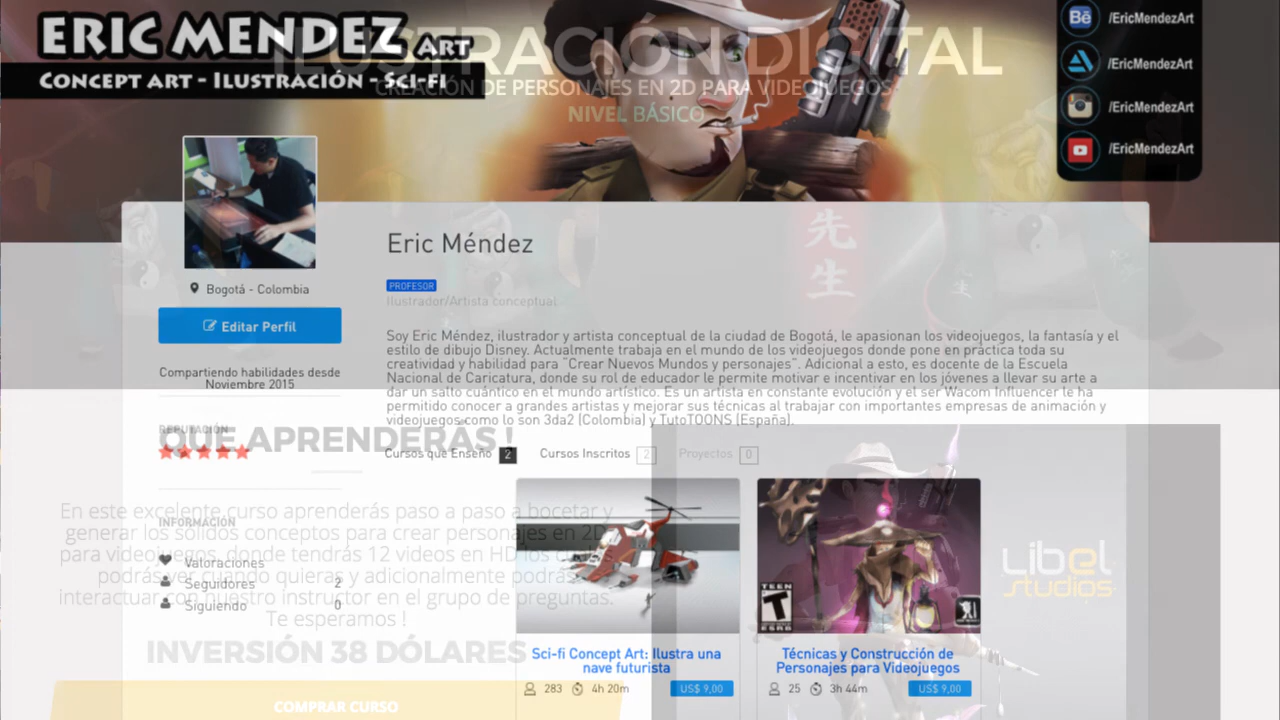 ERIC MENDEZ ART
CONCEPT ART - ILUSTRACIÓN - SCI-FI
ILUSTRACIÓN DIGITAL
CREACIÓN DE PERSONAJES EN 2D PARA VIDEOJUEGOS
NIVEL BÁSICO
Bē /EricMendezArt
/EricMendezArt
/EricMendezArt
/EricMendezArt
先
生
Eric Méndez
PROFESOR
Ilustrador/Artista conceptual
Bogotá - Colombia
Editar Perfil
Compartiendo habilidades desde
Noviembre 2015
Soy Eric Méndez, ilustrador y artista conceptual de la ciudad de Bogotá, le apasionan los videojuegos, la fantasía y el
estilo de dibujo Disney. Actualmente trabaja en el mundo de los videojuegos donde pone en práctica toda su
creatividad y habilidad para "Crear Nuevos Mundos y personajes". Adicional a esto, es docente de la Escuela
Nacional de Caricatura, donde su rol de educador le permite motivar e incentivar en los jóvenes a llevar su arte a
dar un salto cuántico en el mundo artístico. Es un artista en constante evolución y el ser Wacom Influencer le ha
permitido conocer a grandes artistas y mejorar sus técnicas al trabajar con importantes empresas de animación y
videojuegos como lo son 3da2 (Colombia) y TutoTOONS (España).
REPUTACIÓN
QUE APRENDERÁS !
Cursos que Enseño 2
Cursos Inscritos 2
Proyectos 0
En este excelente curso aprenderás paso a paso a bocetar y
generar los sólidos conceptos para crear personajes en 2D
para videojuegos, donde tendrás 12 videos en HD los cuales
podrás ver cuando quieras y adicionalmente podrás
interactuar con nuestro instructor en el grupo de preguntas.
Te esperamos !
INFORMACIÓN
Valoraciones
Seguidores 2
Siguiendo 0
INVERSIÓN 38 DÓLARES
COMPRAR CURSO
TEEN
T
ESRB
Libel
studios
Sci-fi Concept Art: Ilustra una
nave futurista
283 4h 20m US$ 9,00
Técnicas y Construcción de
Personajes para Videojuegos
25 3h 44m US$ 9,00